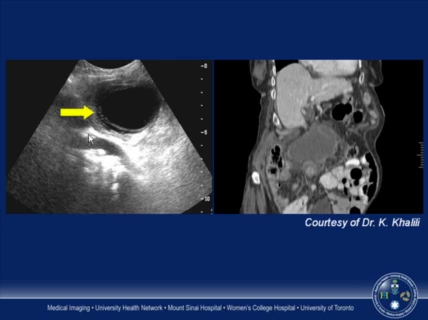 Courtesy of Dr. K. Khalili
Medical Imaging • University Health Network • Mount Sinai Hospital • Women's College Hospital • University of Toronto